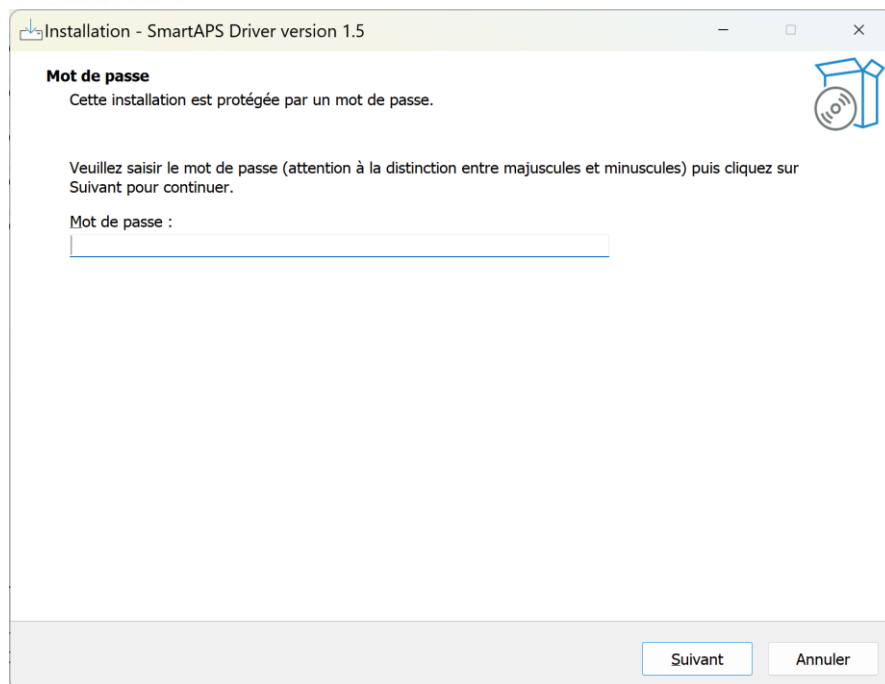 Installation - SmartAPS Driver version 1.5
Mot de passe
Cette installation est protégée par un mot de passe.
Veuillez saisir le mot de passe (attention à la distinction entre majuscules et minuscules) puis cliquez sur
Suivant pour continuer.
Mot de passe :
Suivant
Annuler